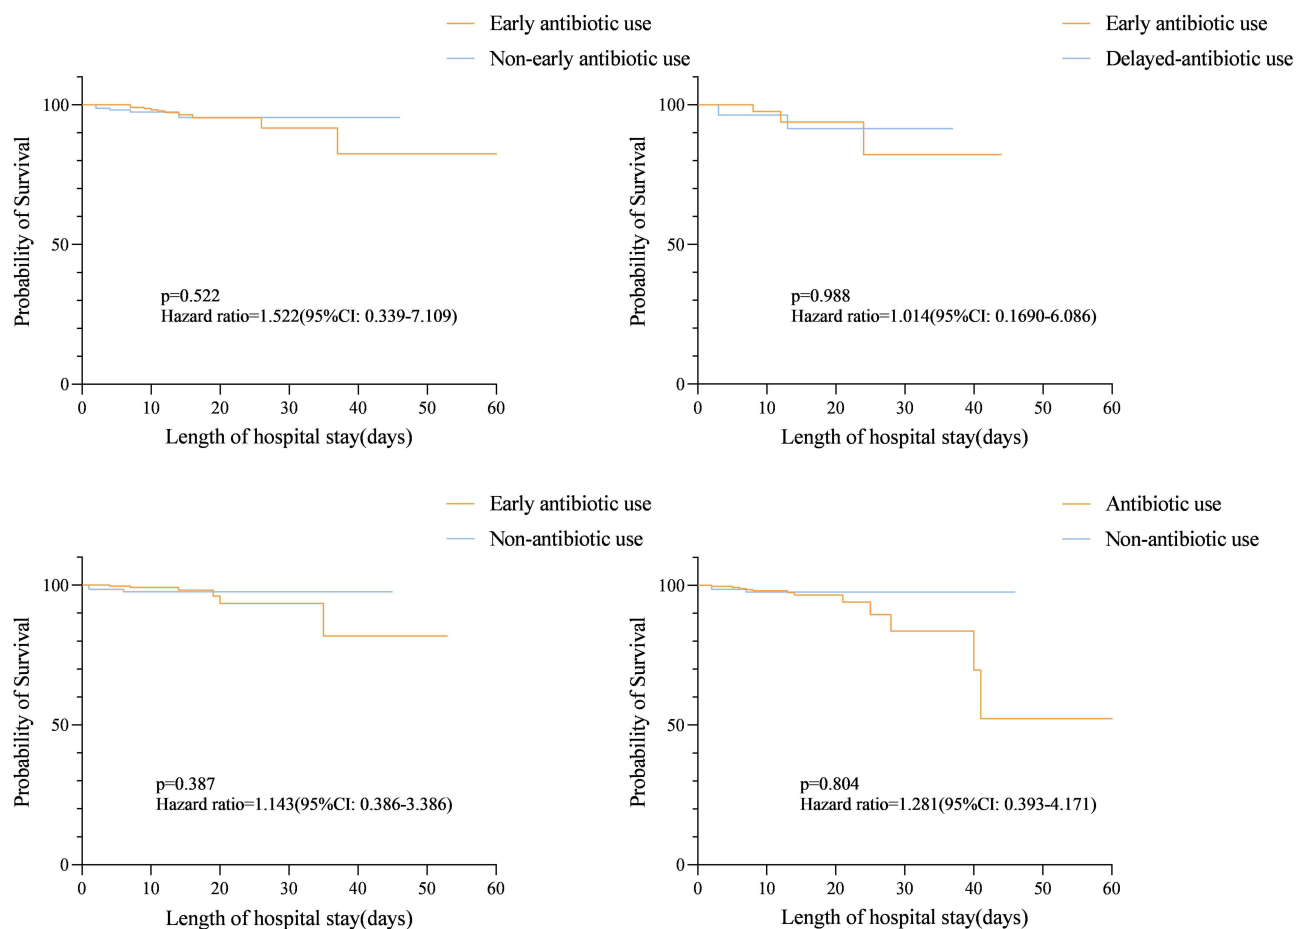 Early antibiotic use
Non-early antibiotic use
100
50
0
Probability of Survival
p=0.522
Hazard ratio=1.522(95%CI: 0.339-7.109)
0 10 20 30 40 50 60
Length of hospital stay(days)
Early antibiotic use
Delayed-antibiotic use
100
50
0
Probability of Survival
p=0.988
Hazard ratio=1.014(95%CI: 0.1690-6.086)
0 10 20 30 40 50 60
Length of hospital stay(days)
Early antibiotic use
Non-antibiotic use
100
50
0
Probability of Survival
p=0.387
Hazard ratio=1.143(95%CI: 0.386-3.386)
0 10 20 30 40 50 60
Length of hospital stay(days)
Antibiotic use
Non-antibiotic use
100
50
0
Probability of Survival
p=0.804
Hazard ratio=1.281(95%CI: 0.393-4.171)
0 10 20 30 40 50 60
Length of hospital stay(days)